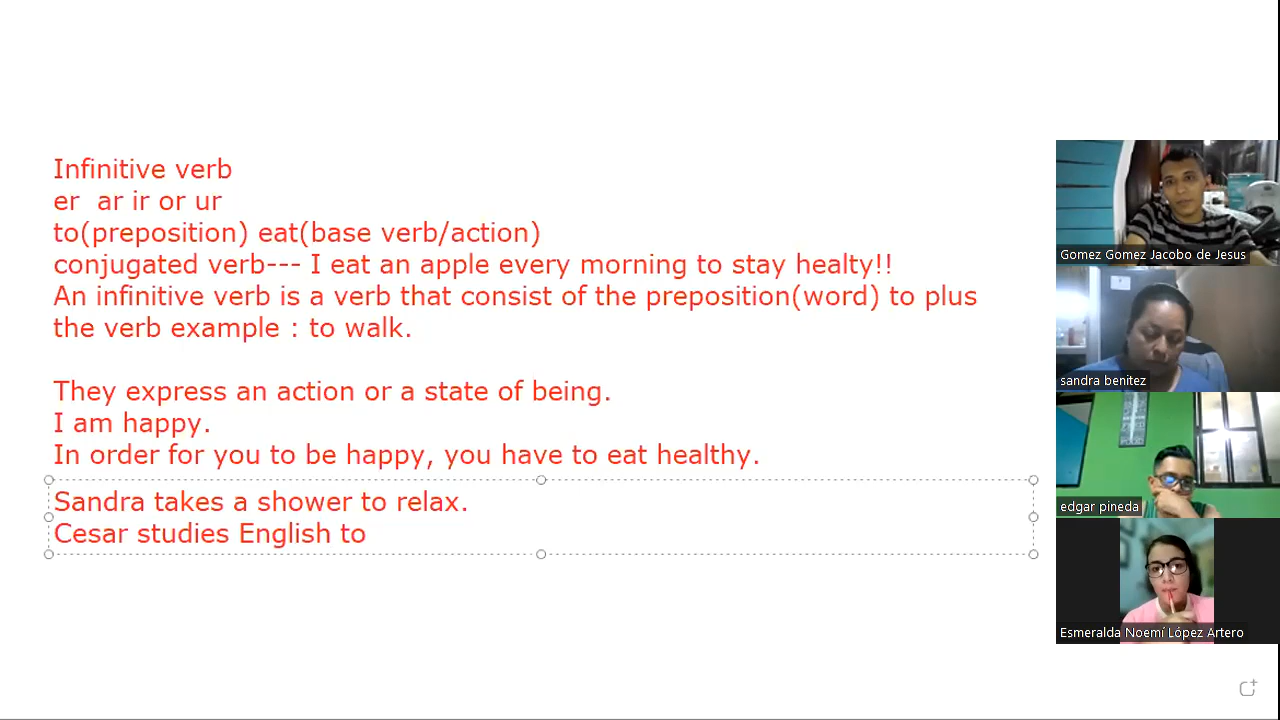 Infinitive verb
er ar ir or ur
to(preposition) eat(base verb/action)
conjugated verb--- I eat an apple every morning to stay healty!!
An infinitive verb is a verb that consist of the preposition(word) to plus
the verb example : to walk.
They express an action or a state of being.
I am happy.
In order for you to be happy, you have to eat healthy.
Sandra takes a shower to relax.
Cesar studies English to
Gomez Gomez Jacobo de Jesus
sandra benitez
edgar pineda
Esmeralda Noemí López Artero